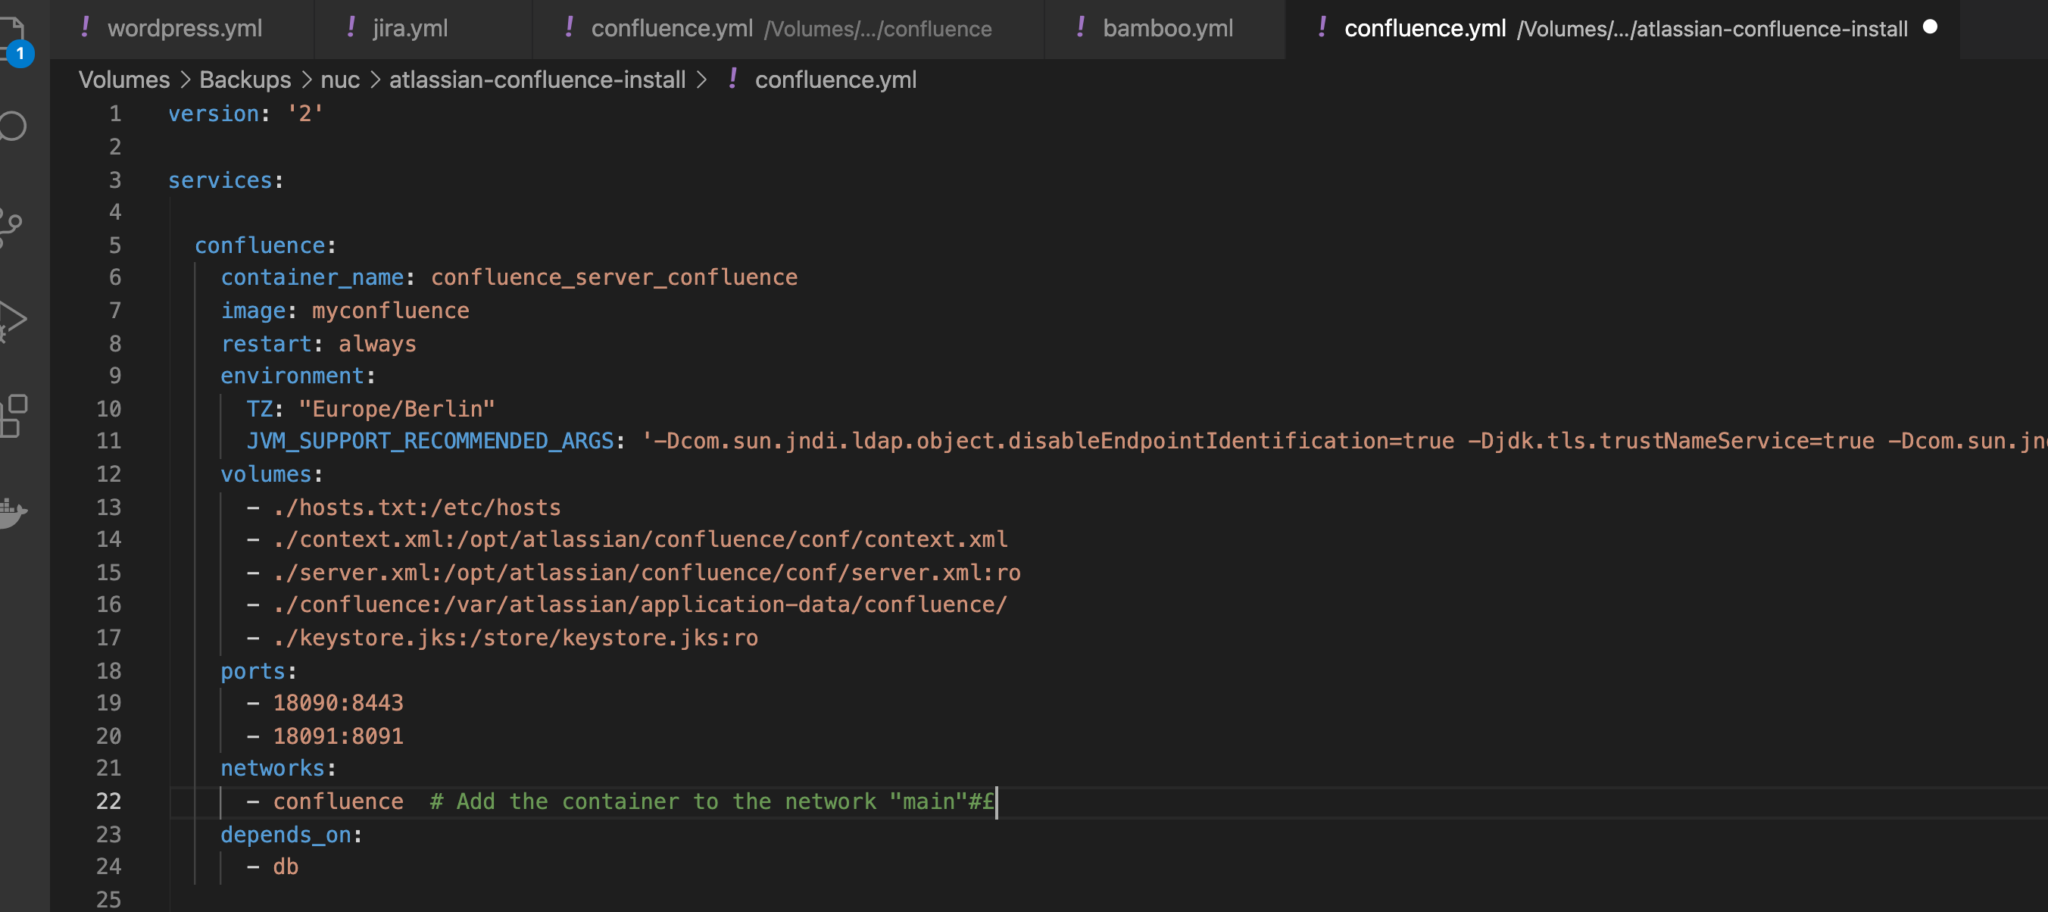 ! wordpress.yml ! jira.yml ! confluence.yml /Volumes/.../confluence ! bamboo.yml ! confluence.yml /Volumes/.../atlassian-confluence-install
1
Volumes > Backups > nuc > atlassian-confluence-install > ! confluence.yml
1 version: '2'
2
3 services:
4
5 confluence:
6 container_name: confluence_server_confluence
7 image: myconfluence
8 restart: always
9 environment:
10 TZ: "Europe/Berlin"
11 JVM_SUPPORT_RECOMMENDED_ARGS: '-Dcom.sun.jndi.ldap.object.disableEndpointIdentification=true -Djdk.tls.trustNameService=true -Dcom.sun.jn
12 volumes:
13 - ./hosts.txt:/etc/hosts
14 - ./context.xml:/opt/atlassian/confluence/conf/context.xml
15 - ./server.xml:/opt/atlassian/confluence/conf/server.xml:ro
16 - ./confluence:/var/atlassian/application-data/confluence/
17 - ./keystore.jks:/store/keystore.jks:ro
18 ports:
19 - 18090:8443
20 - 18091:8091
21 networks:
22 - confluence # Add the container to the network "main"#£
23 depends_on:
24 - db
25